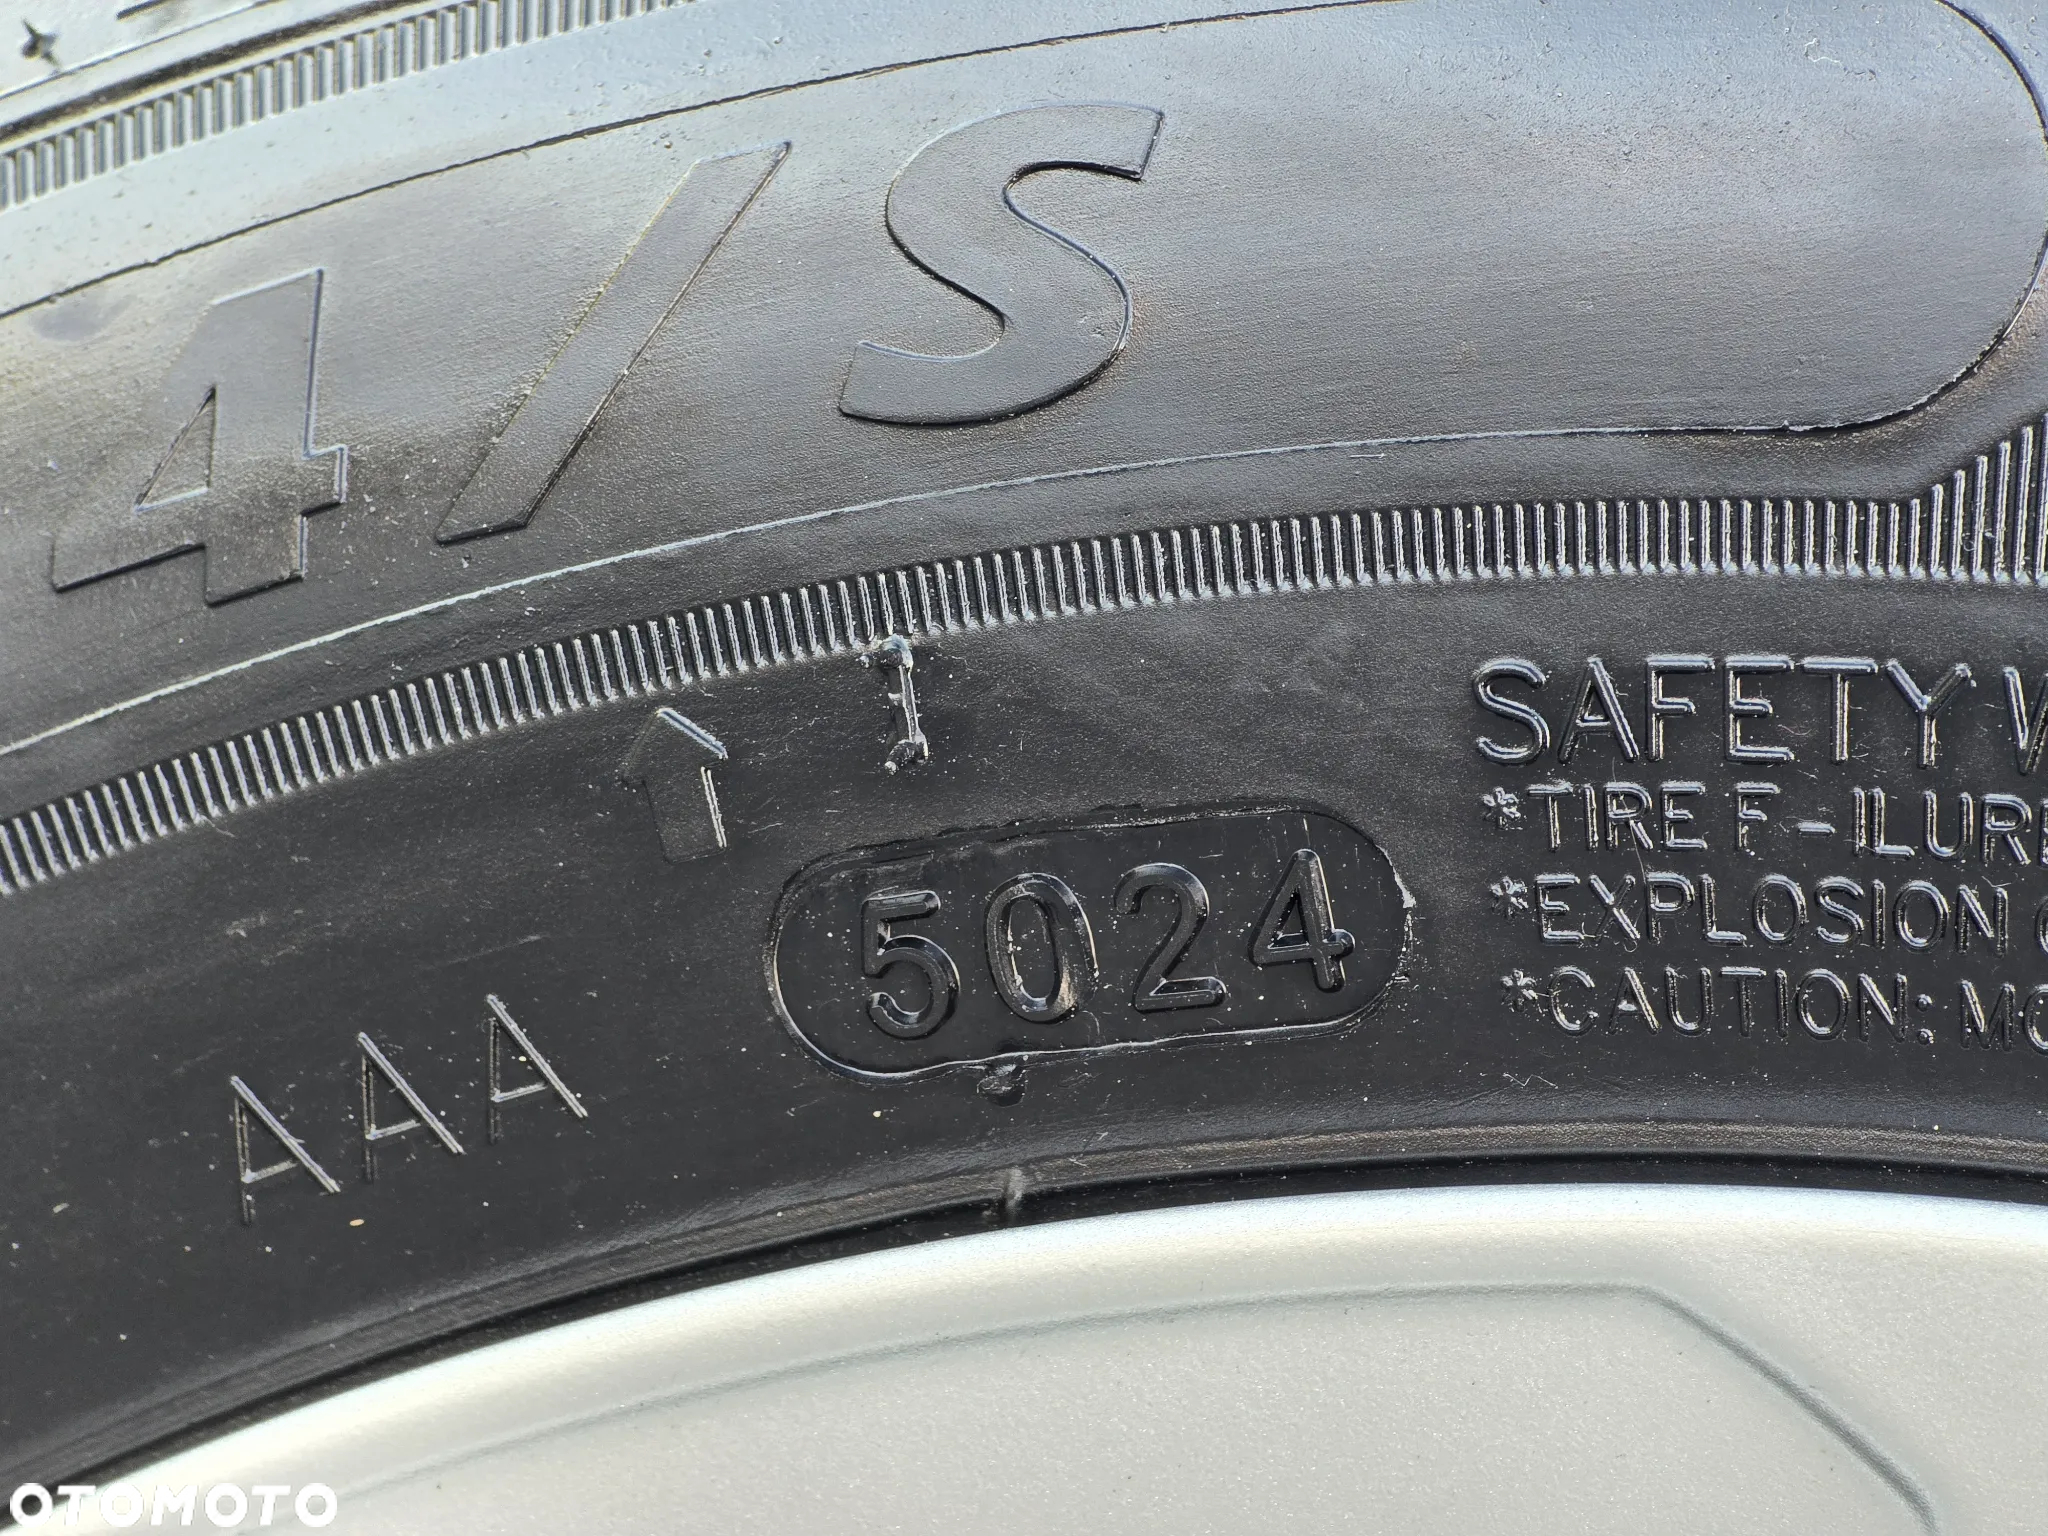 4/S
SAFETY W
*TIRE F-ILURE
*EXPLOSION
*CAUTION: MO
5024
AAA
OTOMOTO